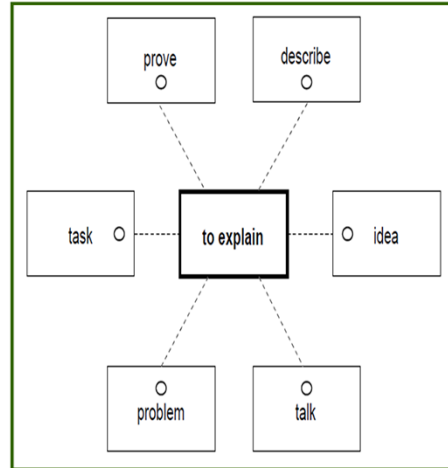 prove
describe
task
to explain
idea
problem
talk